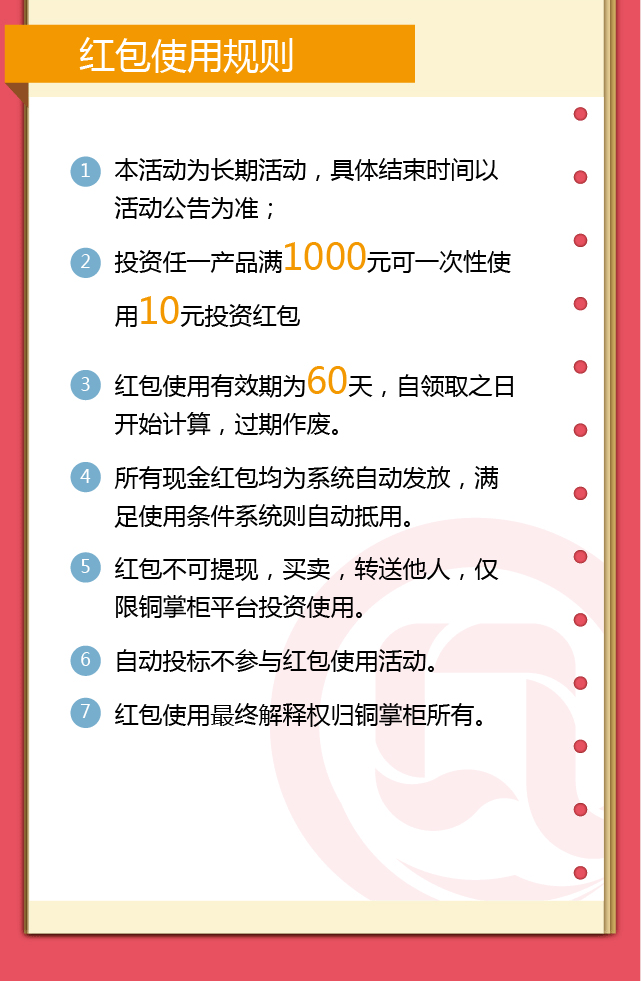 红包使用规则
1 本活动为长期活动，具体结束时间以
活动公告为准；
2 投资任一产品满1000元可一次性使
用10元投资红包
3 红包使用有效期为60天，自领取之日
开始计算，过期作废。
4 所有现金红包均为系统自动发放，满
足使用条件系统则自动抵用。
5 红包不可提现，买卖，转送他人，仅
限铜掌柜平台投资使用。
6 自动投标不参与红包使用活动。
7 红包使用最终解释权归铜掌柜所有。